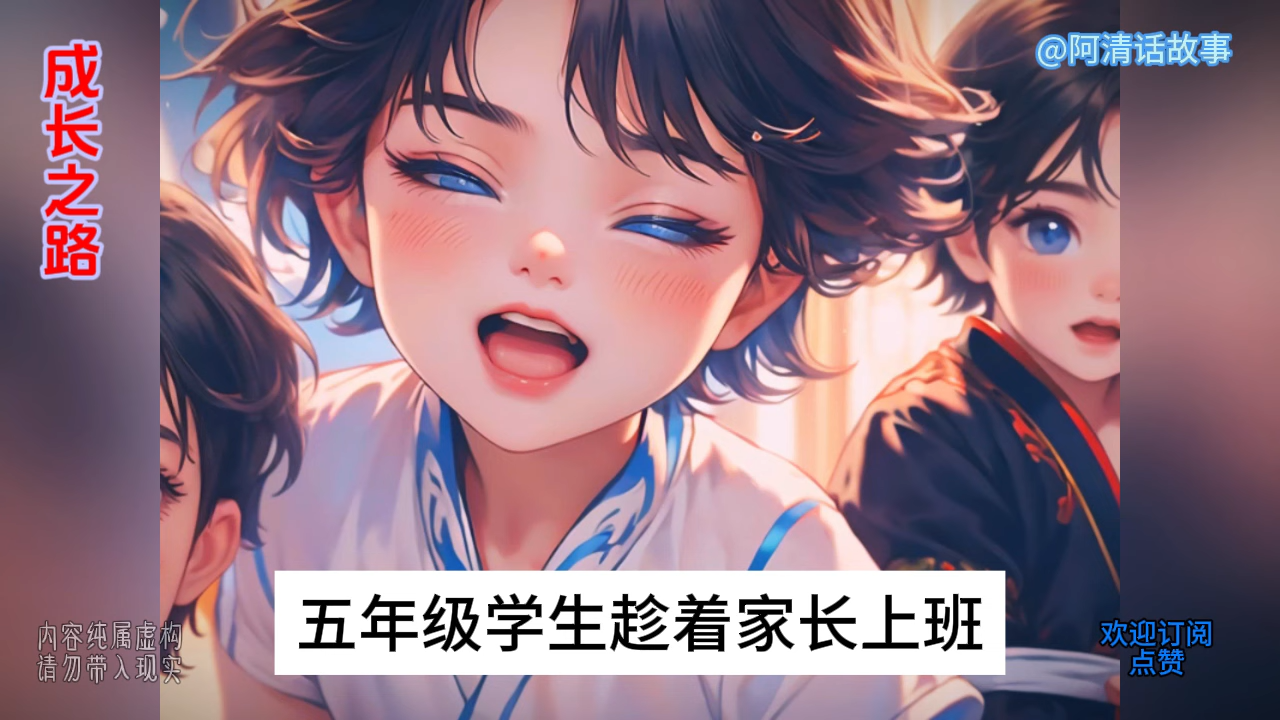 成长之路
@阿清话故事
五年级学生趁着家长上班
内容纯属虚构
请勿带入现实
欢迎订阅
点赞